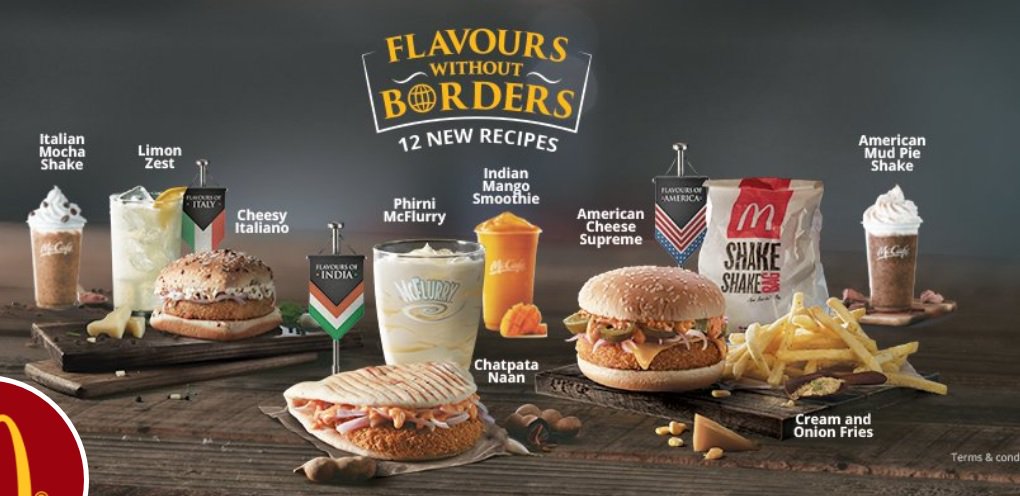 FLAVOURS
WITHOUT
BORDERS
12 NEW RECIPES
Italian
Mocha
Shake
Limon
Zest
FLAVOURS OF
ITALY
Cheesy
Italiano
FLAVOURS OF
INDIA
Phirni
McFlurry
Indian
Mango
Smoothie
American
Cheese
Supreme
FLAVOURS OF
AMERICA
American
Mud Pie
Shake
McCafé
McFLURRY
McCafé
SHAKE
SHAKE
BAG
McCafé
Chatpata
Naan
Cream and
Onion Fries
Terms & cond